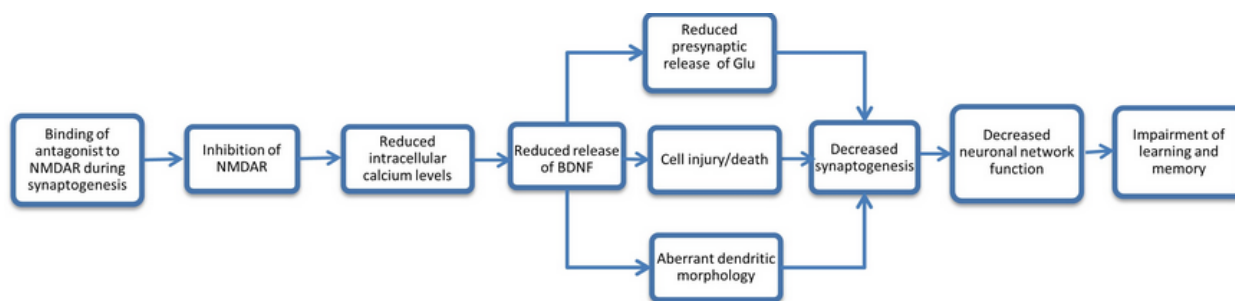 Binding of
antagonist to
NMDAR during
synaptogenesis
Inhibition of
NMDAR
Reduced
intracellular
calcium levels
Reduced release
of BDNF
Reduced
presynaptic
release of Glu
Cell injury/death
Aberrant dendritic
morphology
Decreased
synaptogenesis
Decreased
neuronal network
function
Impairment of
learning and
memory